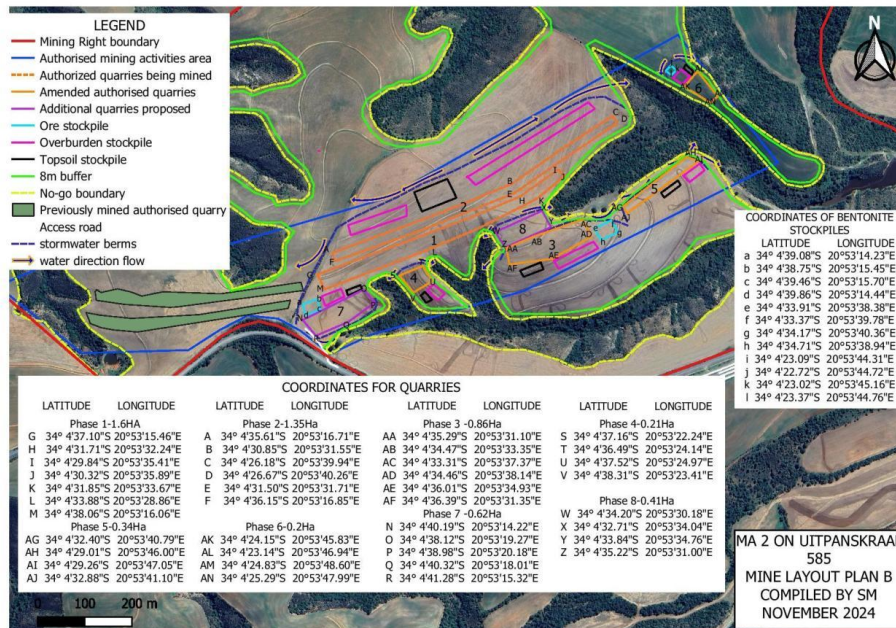 LEGEND
Mining Right boundary
Authorised mining activities area
Authorized quarries being mined
Amended authorised quarries
Additional quarries proposed
Ore stockpile
Overburden stockpile
Topsoil stockpile
8m buffer
No-go boundary
Previously mined authorised quarry
Access road
stormwater berms
water direction flow
N
6
C
D
I
J
B
E
H
K
2
1
5
AG
8
AC
AD
AA
AB
3
AE
AF
e
g
h
F
G
M
4
U
7
COORDINATES OF BENTONITE
STOCKPILES
LATITUDE LONGITUDE
a 34° 4'39.08"S 20°53'14.23"E
b 34° 4'38.75"S 20°53'15.45"E
c 34° 4'39.46"S 20°53'15.70"E
d 34° 4'39.86"S 20°53'14.44"E
e 34° 4'33.91"S 20°53'38.38"E
f 34° 4'33.37"S 20°53'39.78"E
g 34° 4'34.17"S 20°53'40.36"E
h 34° 4'34.71"S 20°53'38.94"E
i 34° 4'23.09"S 20°53'44.31"E
j 34° 4'22.72"S 20°53'44.72"E
k 34° 4'23.02"S 20°53'45.16"E
l 34° 4'23.37"S 20°53'44.76"E
COORDINATES FOR QUARRIES
LATITUDE LONGITUDE
Phase 1-1.6HA
G 34° 4'37.10"S 20°53'15.46"E
H 34° 4'31.71"S 20°53'32.24"E
I 34° 4'29.84"S 20°53'35.41"E
J 34° 4'30.32"S 20°53'35.89"E
K 34° 4'31.85"S 20°53'33.67"E
L 34° 4'33.88"S 20°53'28.86"E
M 34° 4'38.06"S 20°53'16.06"E
Phase 5-0.34Ha
AG 34° 4'32.40"S 20°53'40.79"E
AH 34° 4'29.01"S 20°53'46.00"E
AI 34° 4'29.26"S 20°53'47.05"E
AJ 34° 4'32.88"S 20°53'41.10"E
LATITUDE LONGITUDE
Phase 2-1.35Ha
A 34° 4'35.61"S 20°53'16.71"E
B 34° 4'30.85"S 20°53'31.55"E
C 34° 4'26.18"S 20°53'39.94"E
D 34° 4'26.67"S 20°53'40.26"E
E 34° 4'31.50"S 20°53'31.71"E
F 34° 4'36.15"S 20°53'16.85"E
Phase 6-0.2Ha
AK 34° 4'24.15"S 20°53'45.83"E
AL 34° 4'23.14"S 20°53'46.94"E
AM 34° 4'24.83"S 20°53'48.60"E
AN 34° 4'25.29"S 20°53'47.99"E
LATITUDE LONGITUDE
Phase 3 -0.86Ha
AA 34° 4'35.29"S 20°53'31.10"E
AB 34° 4'34.47"S 20°53'33.35"E
AC 34° 4'33.31"S 20°53'37.37"E
AD 34° 4'34.46"S 20°53'38.14"E
AE 34° 4'36.01"S 20°53'34.93"E
AF 34° 4'36.39"S 20°53'31.35"E
Phase 7 -0.62Ha
N 34° 4'40.19"S 20°53'14.22"E
O 34° 4'38.12"S 20°53'19.27"E
P 34° 4'38.98"S 20°53'20.18"E
Q 34° 4'40.32"S 20°53'18.01"E
R 34° 4'41.28"S 20°53'15.32"E
LATITUDE LONGITUDE
Phase 4-0.21Ha
S 34° 4'37.16"S 20°53'22.24"E
T 34° 4'36.49"S 20°53'24.14"E
U 34° 4'37.52"S 20°53'24.97"E
V 34° 4'38.31"S 20°53'23.41"E
Phase 8-0.41Ha
W 34° 4'34.20"S 20°53'30.18"E
X 34° 4'32.71"S 20°53'34.04"E
Y 34° 4'33.84"S 20°53'34.76"E
Z 34° 4'35.22"S 20°53'31.00"E
0 100 200 m
MA 2 ON UITPANSKRAAL
585
MINE LAYOUT PLAN B
COMPILED BY SM
NOVEMBER 2024